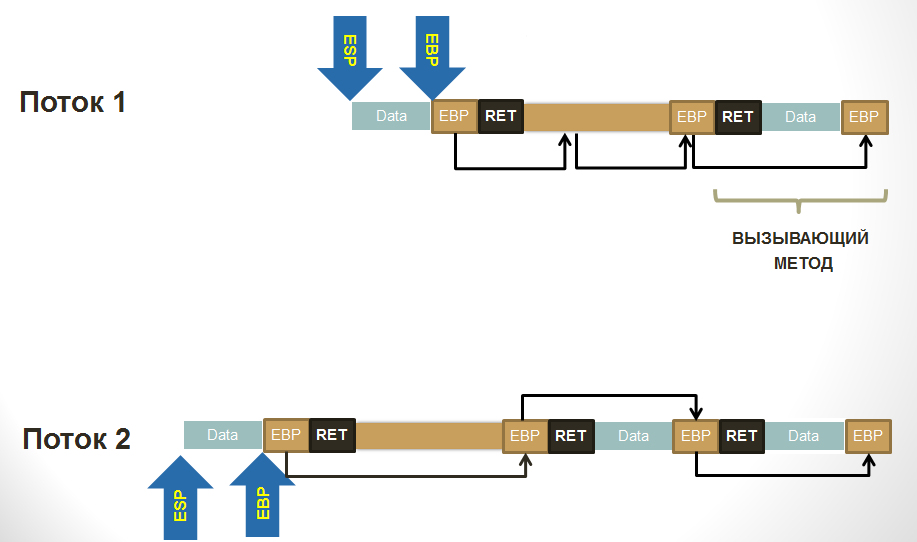 ESP
EBP
Поток 1
Data
EBP
RET
EBP
RET
Data
EBP
ВЫЗЫВАЮЩИЙ
МЕТОД
Поток 2
Data
EBP
RET
EBP
RET
Data
EBP
RET
Data
EBP
ESP
EBP